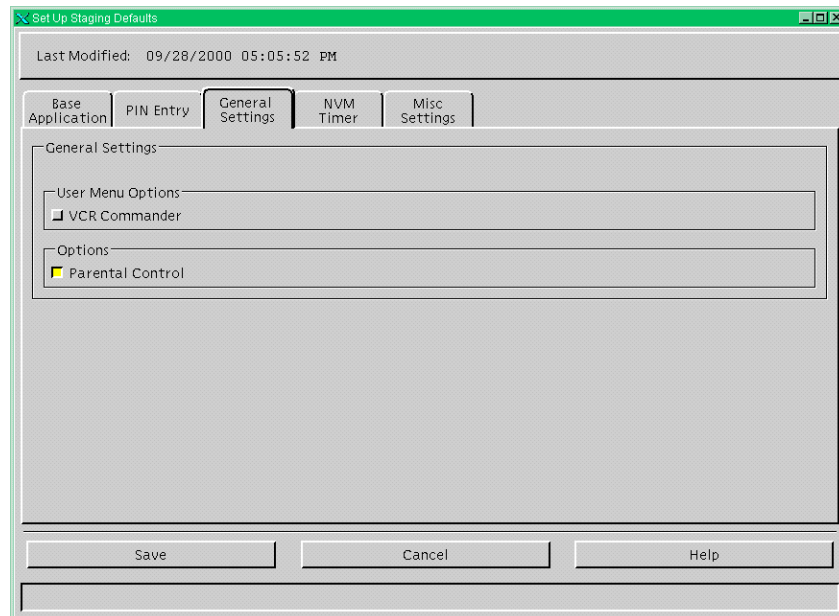 Set Up Staging Defaults
Last Modified: 09/28/2000 05:05:52 PM
Base Application
PIN Entry
General Settings
NVM Timer
Misc Settings
General Settings
User Menu Options
VCR Commander
Options
Parental Control
Save
Cancel
Help